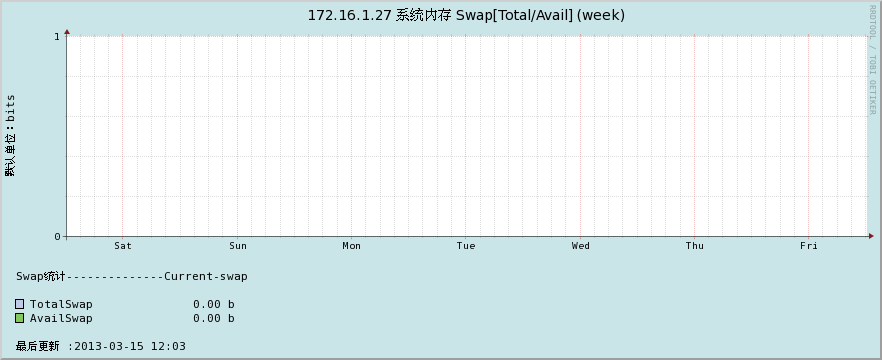 172.16.1.27 系统内存 Swap[Total/Avail] (week)
RRDTOOL / TOBI OETIKER
默认单位：bits
1
0
Sat Sun Mon Tue Wed Thu Fri
Swap统计--------------Current-swap
TotalSwap 0.00 b
AvailSwap 0.00 b
最后更新 :2013-03-15 12:03